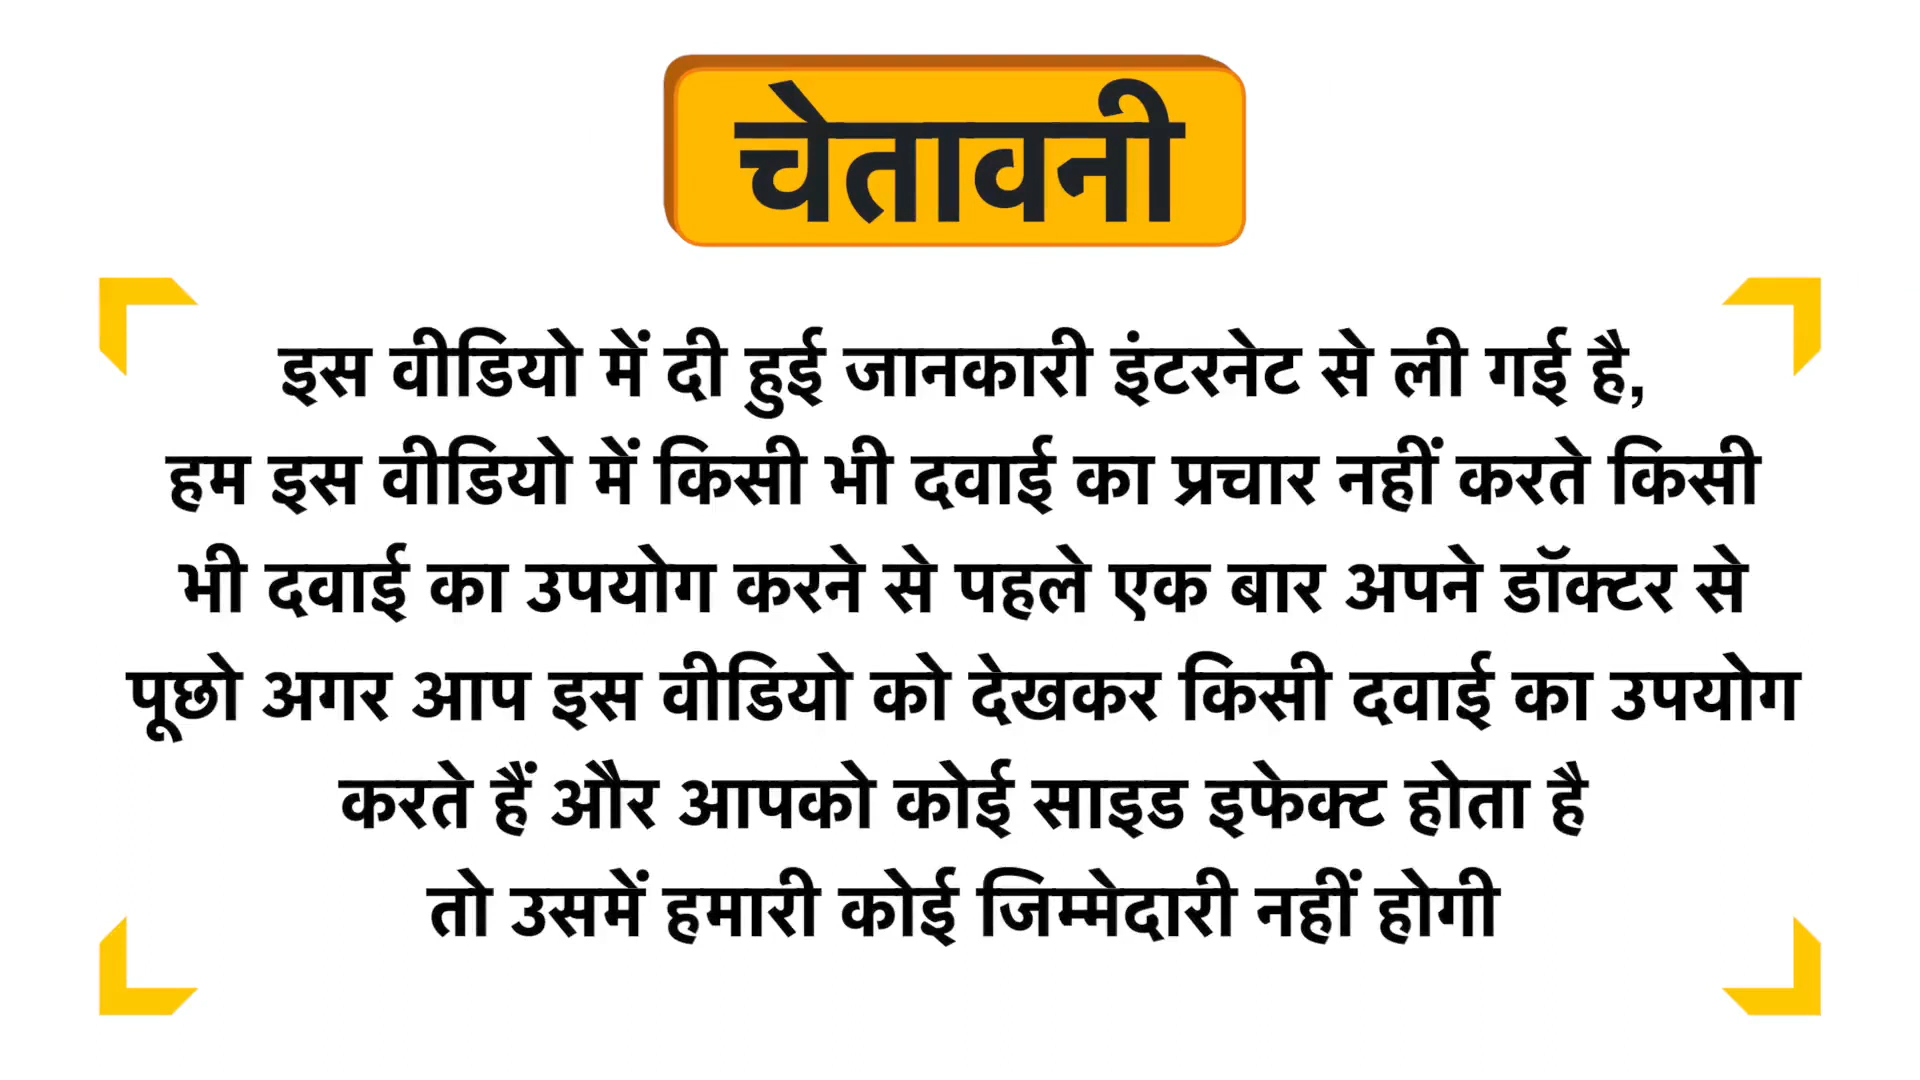 चेतावनी
इस वीडियो में दी हुई जानकारी इंटरनेट से ली गई है,
हम इस वीडियो में किसी भी दवाई का प्रचार नहीं करते किसी
भी दवाई का उपयोग करने से पहले एक बार अपने डॉक्टर से
पूछो अगर आप इस वीडियो को देखकर किसी दवाई का उपयोग
करते हैं और आपको कोई साइड इफेक्ट होता है
तो उसमें हमारी कोई जिम्मेदारी नहीं होगी